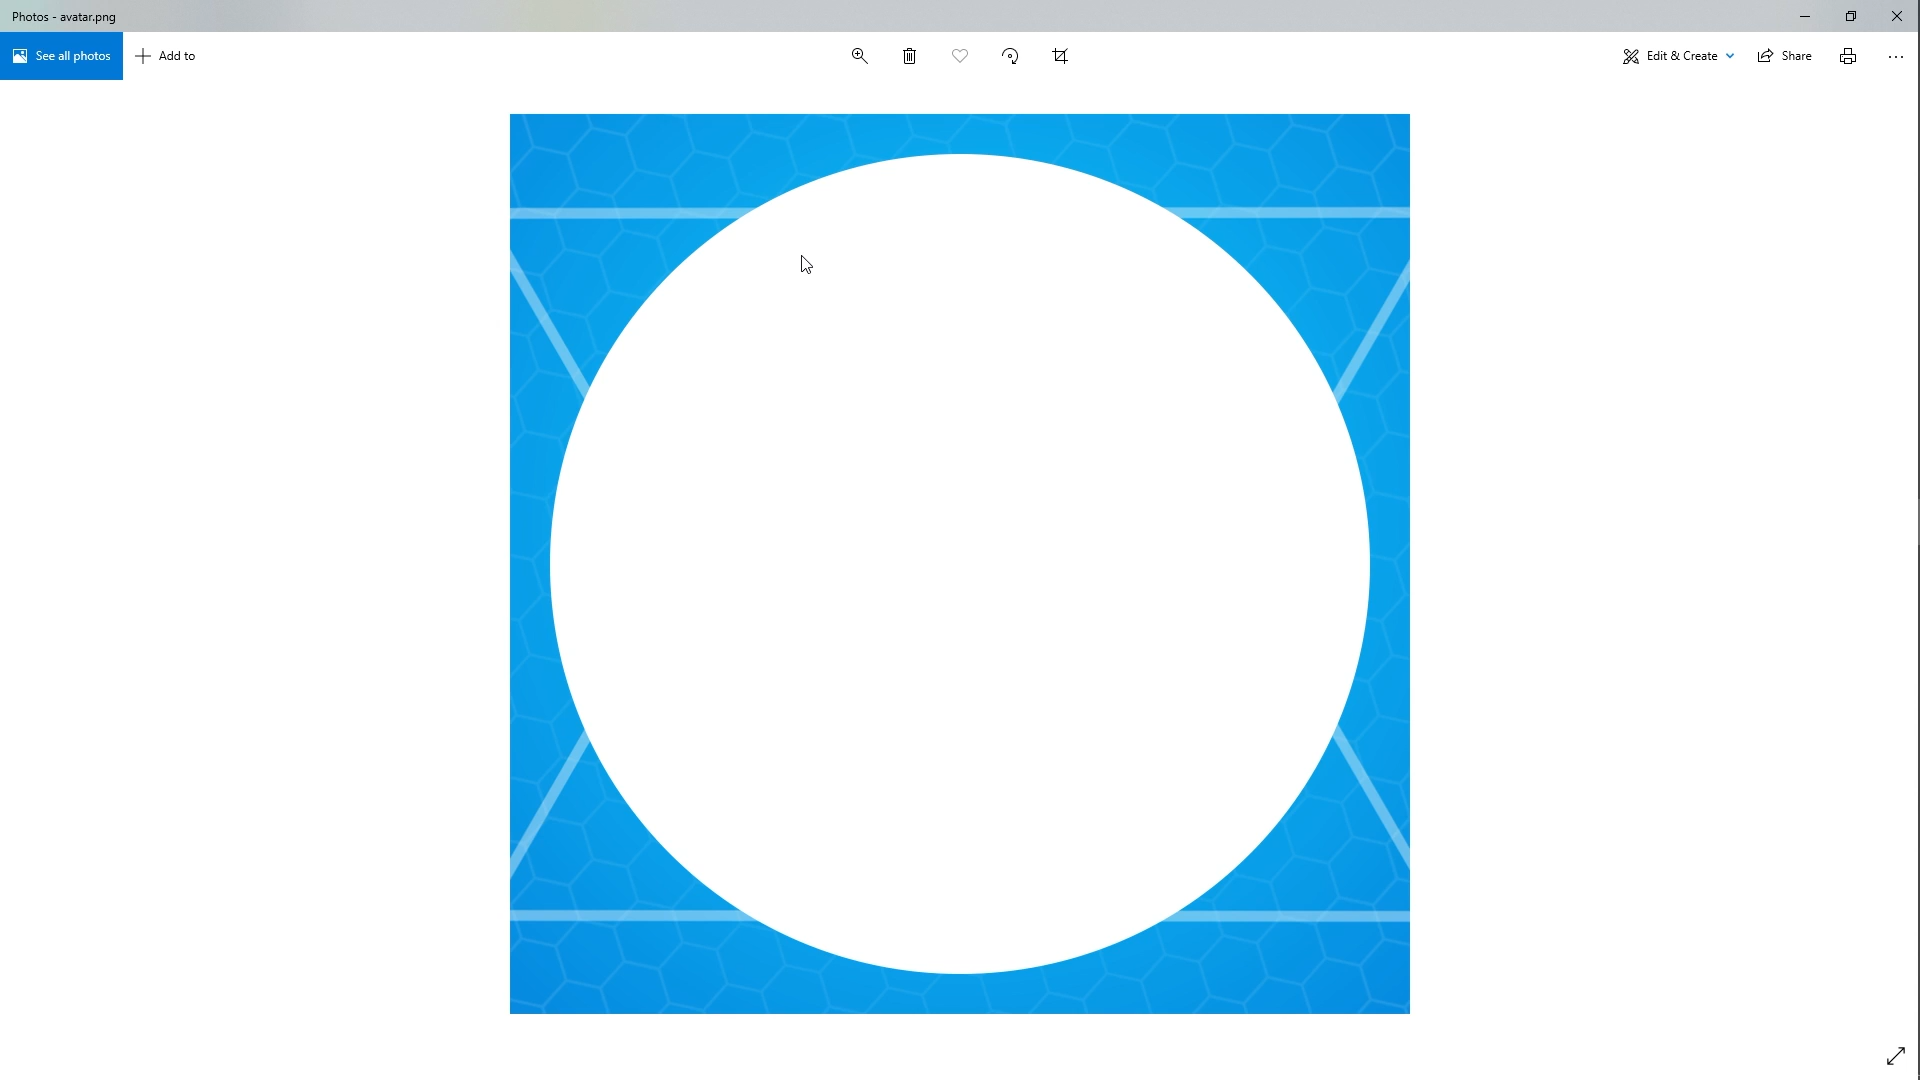 Photos - avatar.png
See all photos
Add to
Edit & Create
Share